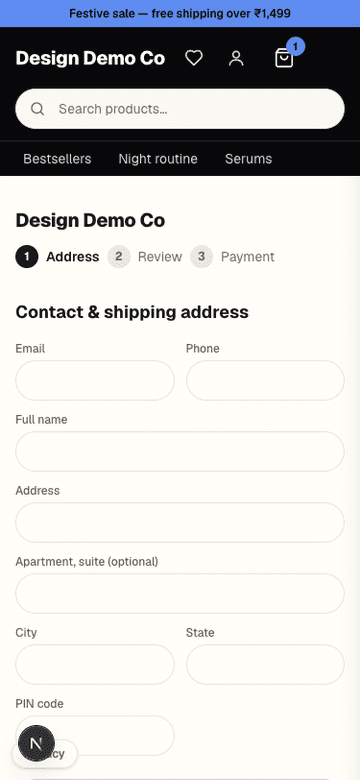 Festive sale — free shipping over ₹1,499
Design Demo Co
1
Search products...
Bestsellers Night routine Serums
Design Demo Co
1 Address 2 Review 3 Payment
Contact & shipping address
Email Phone
Full name
Address
Apartment, suite (optional)
City State
PIN code
N